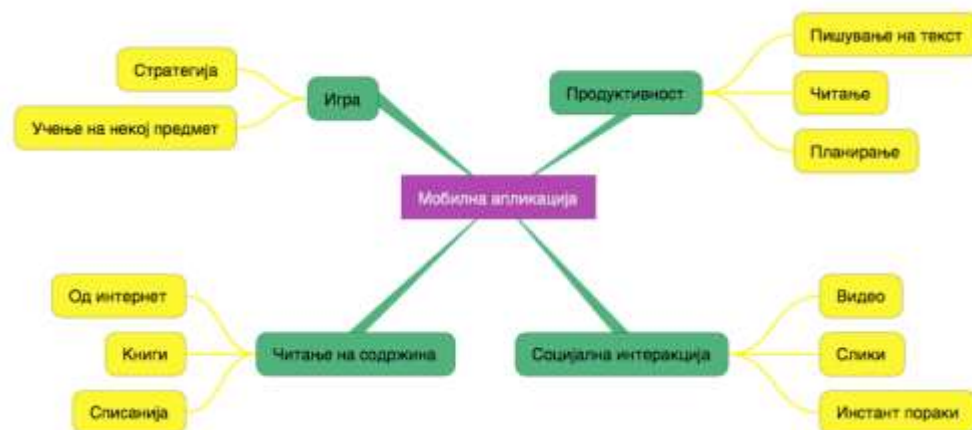 Мобилна апликација
Игра
Стратегија
Учење на некој предмет
Продуктивност
Пишување на текст
Читање
Планирање
Читање на содржина
Од интернет
Книги
Списанија
Социјална интеракција
Видео
Слики
Инстант пораки